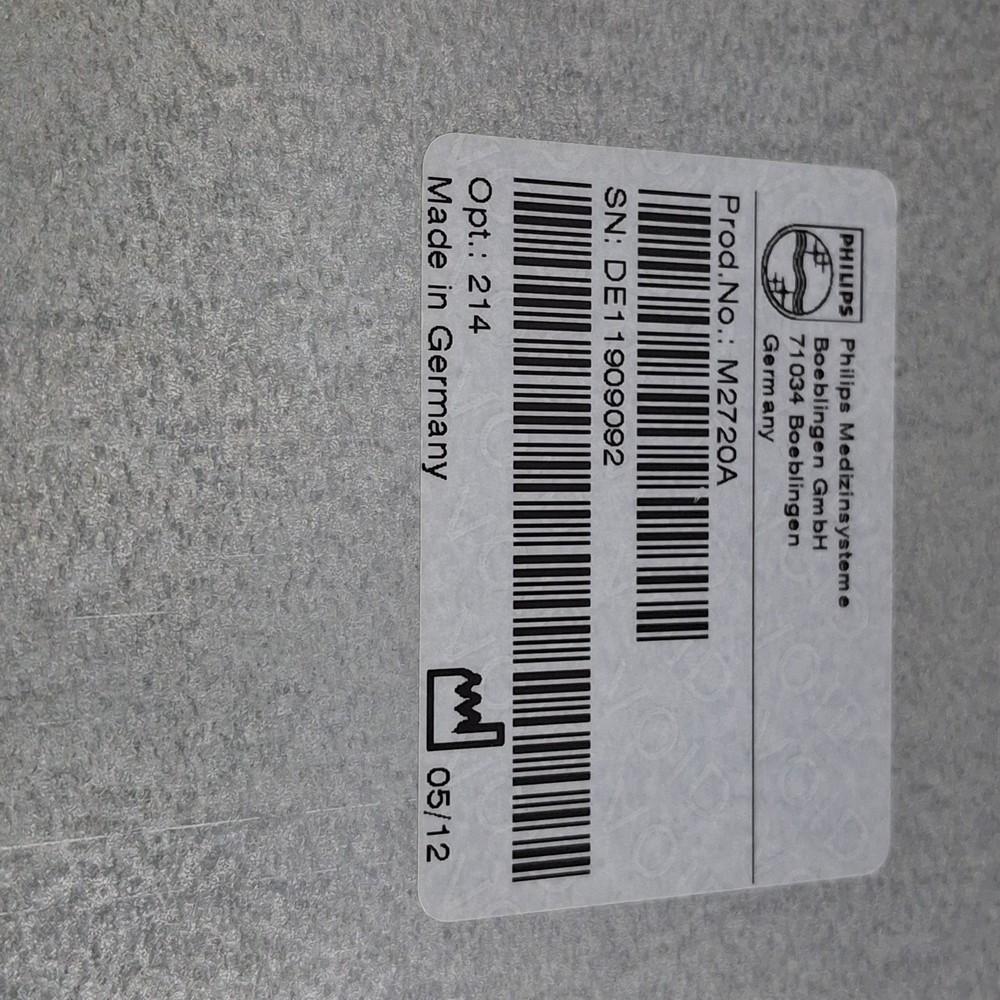 PHILIPS
Philips Medizinsysteme
Boeblingen GmbH
71034 Boeblingen
Germany
Prod.No.: M2720A
SN: DE11909092
Opt.: 214
Made in Germany
05/12